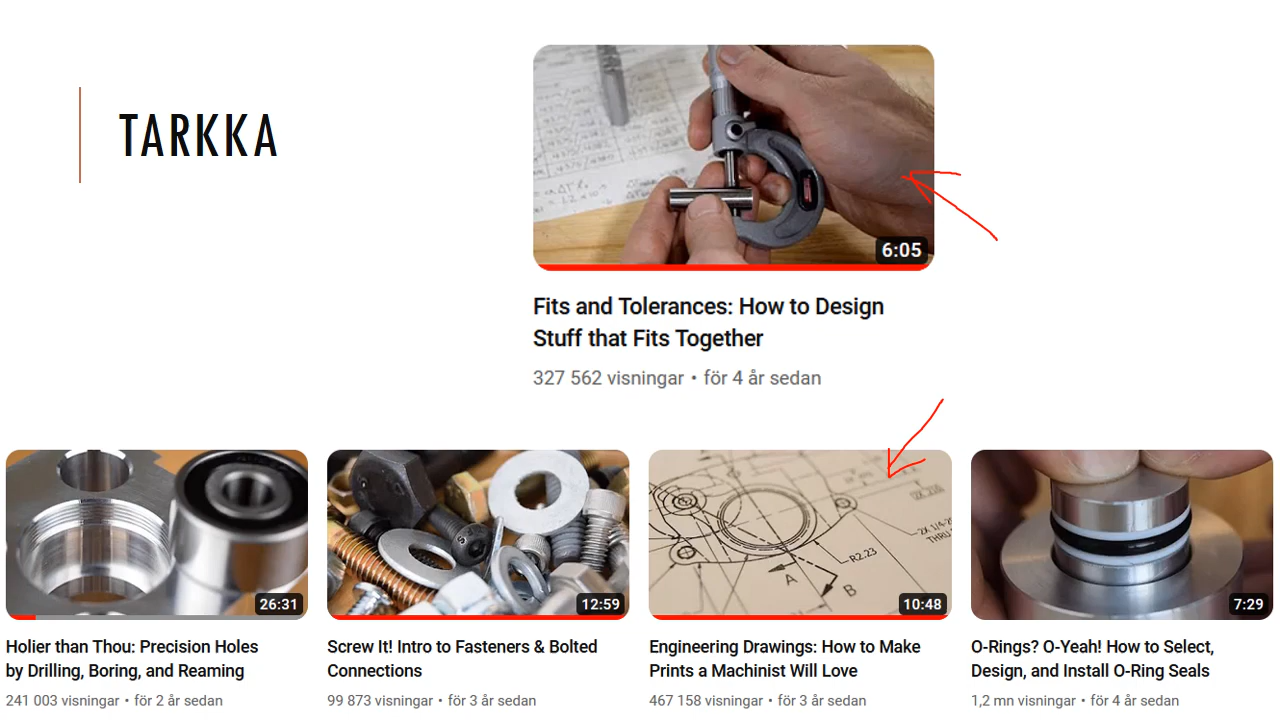 TARKKA
6:05
Fits and Tolerances: How to Design
Stuff that Fits Together
327 562 visningar • för 4 år sedan
26:31
12:59
R2.23
A
B
10:48
7:29
Holier than Thou: Precision Holes
by Drilling, Boring, and Reaming
241 003 visningar • för 2 år sedan
Screw It! Intro to Fasteners & Bolted
Connections
99 873 visningar • för 3 år sedan
Engineering Drawings: How to Make
Prints a Machinist Will Love
467 158 visningar • för 3 år sedan
O-Rings? O-Yeah! How to Select,
Design, and Install O-Ring Seals
1,2 mn visningar • för 4 år sedan